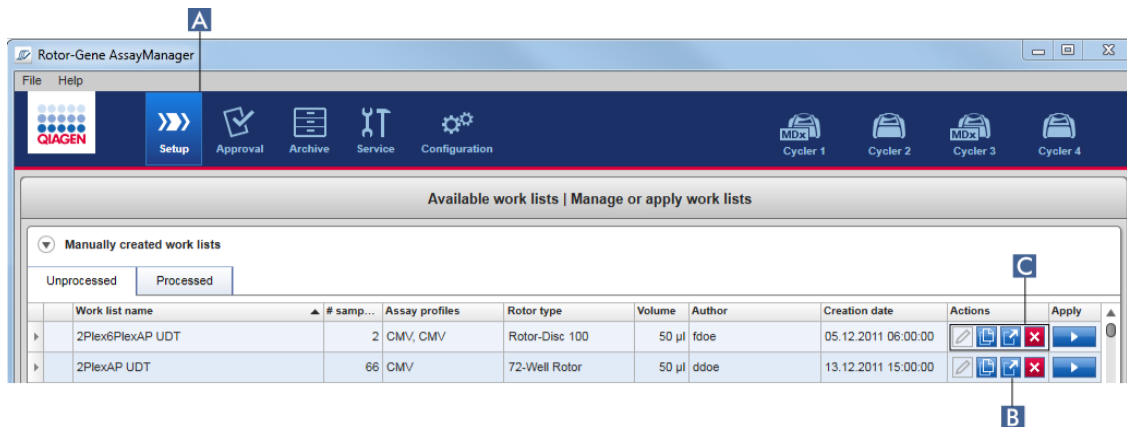 A
Rotor-Gene AssayManager
File Help
QIAGEN
Setup Approval Archive Service Configuration MDx Cycler 1 Cycler 2 MDx Cycler 3 Cycler 4
Available work lists | Manage or apply work lists
Manually created work lists
Unprocessed Processed
C
Work list name # samp... Assay profiles Rotor type Volume Author Creation date Actions Apply
2Plex6PlexAP UDT 2 CMV, CMV Rotor-Disc 100 50 µl fdoe 05.12.2011 06:00:00
2PlexAP UDT 66 CMV 72-Well Rotor 50 µl ddoe 13.12.2011 15:00:00
B